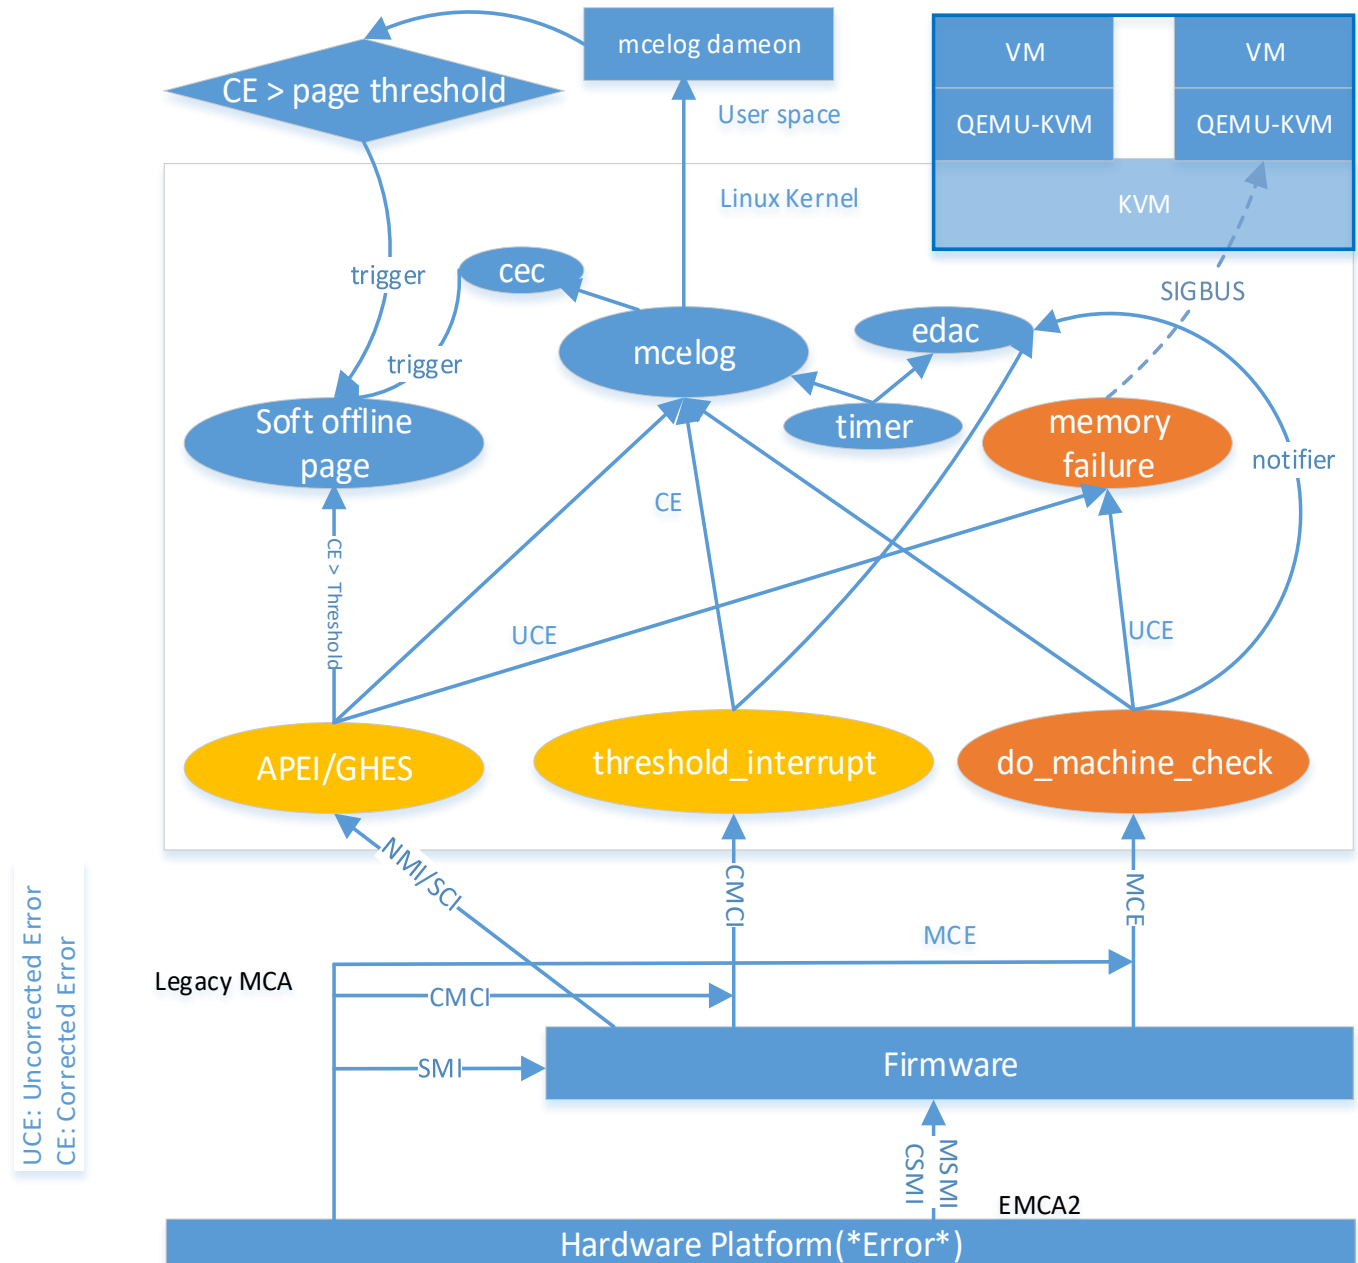 mcelog dameon
CE > page threshold
User space
VM
VM
QEMU-KVM
QEMU-KVM
KVM
Linux Kernel
cec
trigger
SIGBUS
edac
mcelog
trigger
timer
Soft offline
page
memory
failure
notifier
CE
CE > Threshold
UCE
UCE
APEI/GHES
threshold_interrupt
do_machine_check
NMI/SCI
CMCI
MCE
MCE
Legacy MCA
CMCI
SMI
Firmware
UCE: Uncorrected Error
CE: Corrected Error
CSMI
MSMI
EMCA2
Hardware Platform(*Error*)